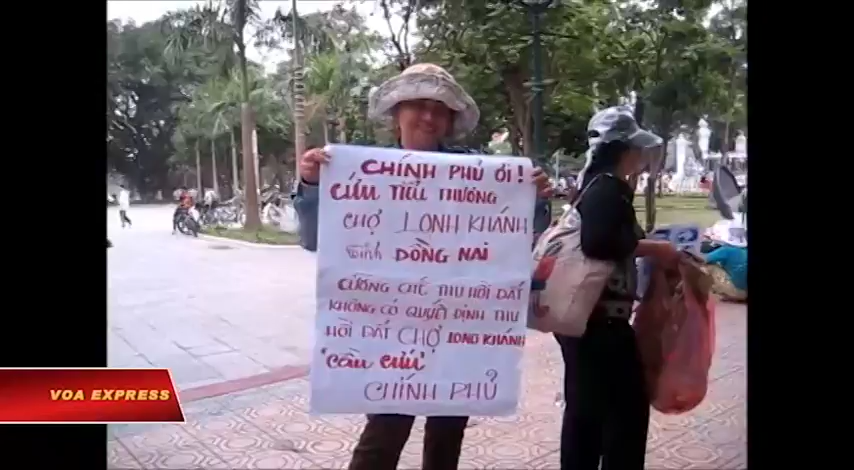 CHÍNH PHỦ ƠI!
CỨU TIỂU THƯƠNG
CHỢ LONH KHÁNH
TỈNH ĐỒNG NAI
CƯỠNG CHẾ THU HỒI ĐẤT
KHÔNG CÓ QUYẾT ĐỊNH THU
HỒI ĐẤT CHỢ LONG KHÁNH
"CẦU CỨU"
CHÍNH PHỦ
VOA EXPRESS